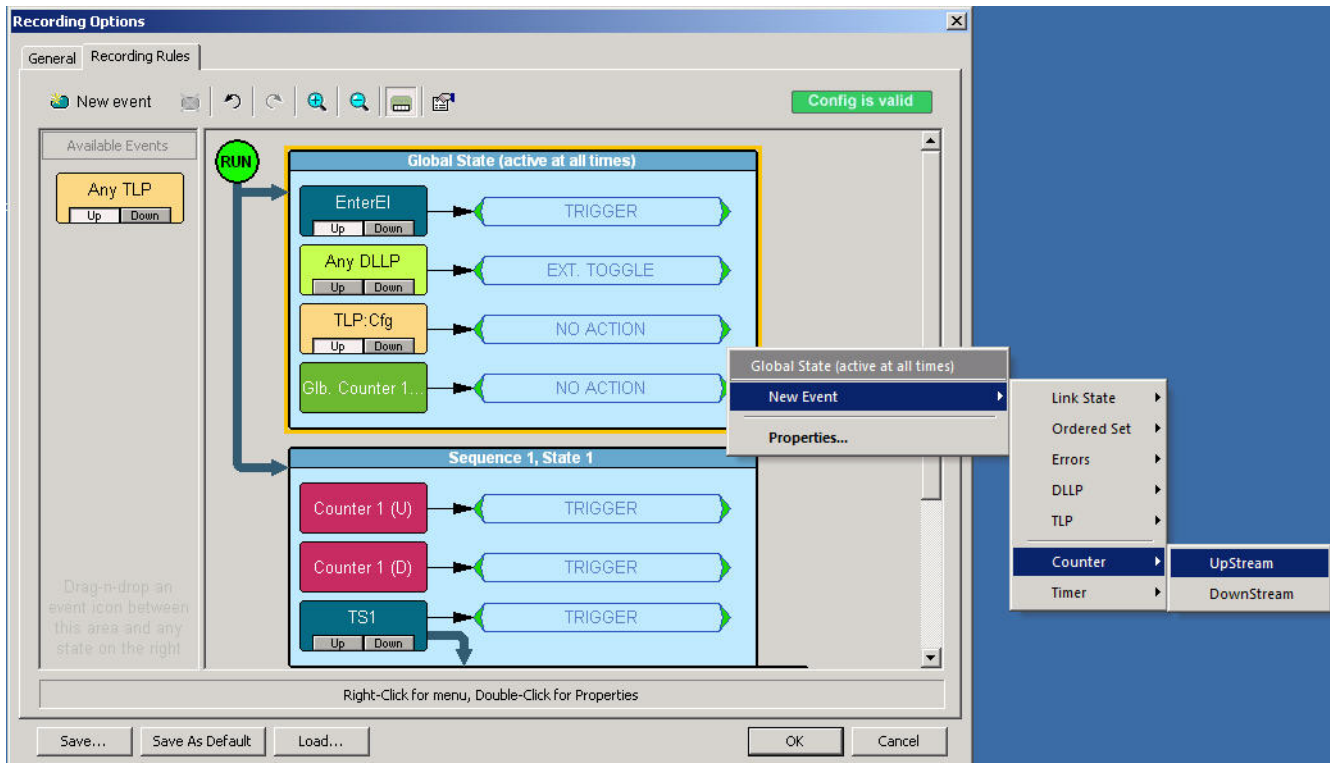 Recording Options
General
Recording Rules
New event
Config is valid
Available Events
Any TLP
Up
Down
Drag-n-drop an
event icon between
this area and any
state on the right
RUN
Global State (active at all times)
EnterEI
Up
Down
TRIGGER
Any DLLP
Up
Down
EXT. TOGGLE
TLP:Cfg
Up
Down
NO ACTION
Glb. Counter 1...
NO ACTION
Sequence 1, State 1
Counter 1 (U)
TRIGGER
Counter 1 (D)
TRIGGER
TS1
Up
Down
TRIGGER
Global State (active at all times)
New Event
Properties...
Link State
Ordered Set
Errors
DLLP
TLP
Counter
Timer
UpStream
DownStream
Right-Click for menu, Double-Click for Properties
Save...
Save As Default
Load...
OK
Cancel